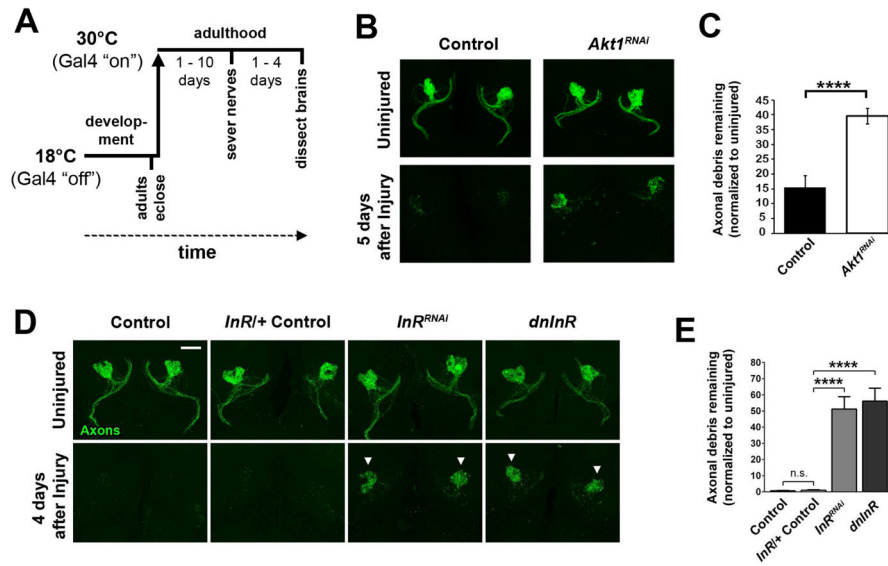 A
30°C
(Gal4 “on”)
adulthood
1 - 10
days
1 - 4
days
sever nerves
dissect brains
develop-
ment
18°C
(Gal4 “off”)
adults
eclose
time
B
Control
Akt1RNAi
Uninjured
5 days
after Injury
C
****
Axonal debris remaining
(normalized to uninjured)
45
40
35
30
25
20
15
10
5
0
Control
Akt1RNAi
D
Control
InR/+ Control
InRRNAi
dnInR
Uninjured
Axons
4 days
after Injury
E
****
****
n.s.
Axonal debris remaining
(normalized to uninjured)
80
70
60
50
40
30
20
10
0
Control
InR/+ Control
InRRNAi
dnInR